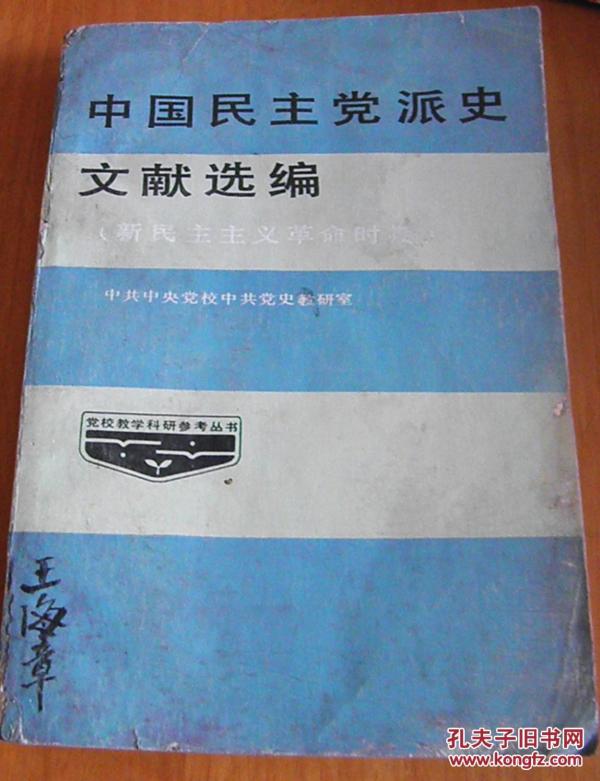 中国民主党派史
文献选编
(新民主主义革命时期)
中共中央党校中共党史教研室
党校教学科研参考丛书
王海章
孔夫子旧书网
www.kongfz.com